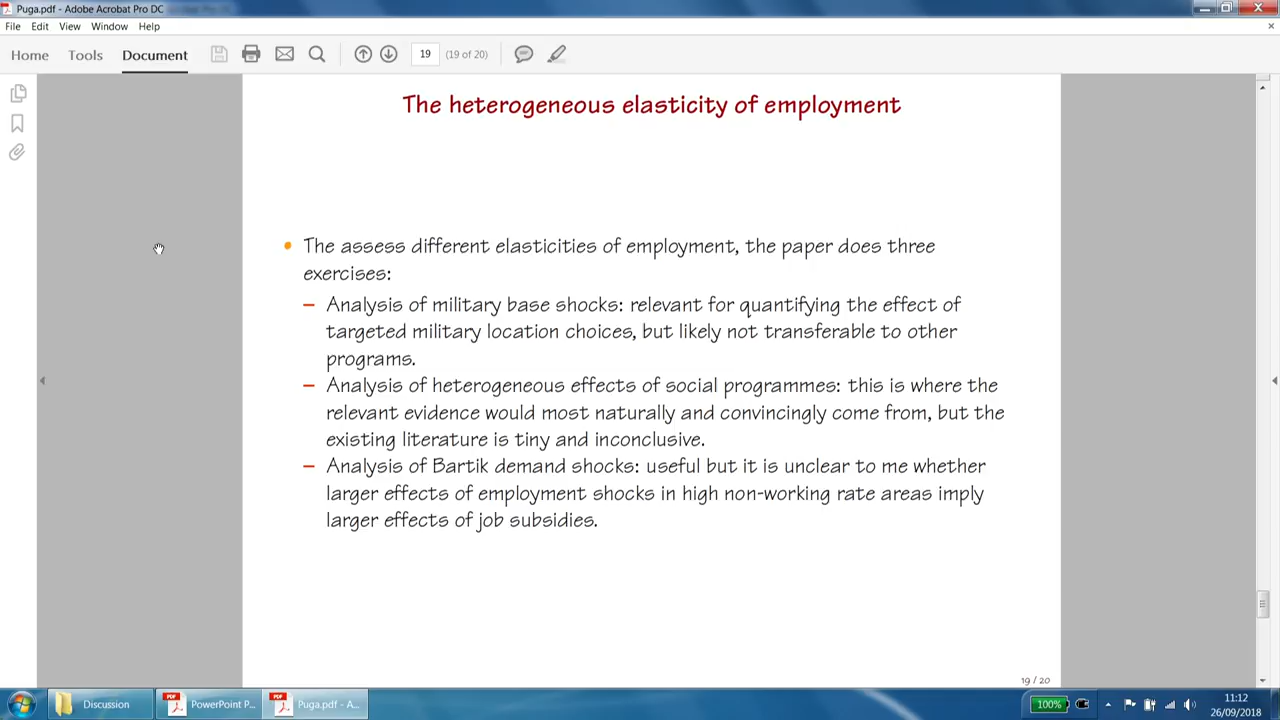 Puga.pdf - Adobe Acrobat Pro DC
File Edit View Window Help
Home Tools Document 19 (19 of 20)
The heterogeneous elasticity of employment
• The assess different elasticities of employment, the paper does three
exercises:
– Analysis of military base shocks: relevant for quantifying the effect of
targeted military location choices, but likely not transferable to other
programs.
– Analysis of heterogeneous effects of social programmes: this is where the
relevant evidence would most naturally and convincingly come from, but the
existing literature is tiny and inconclusive.
– Analysis of Bartik demand shocks: useful but it is unclear to me whether
larger effects of employment shocks in high non-working rate areas imply
larger effects of job subsidies.
19 / 20
Discussion PowerPoint P... Puga.pdf - A... 100% 11:12
26/09/2018